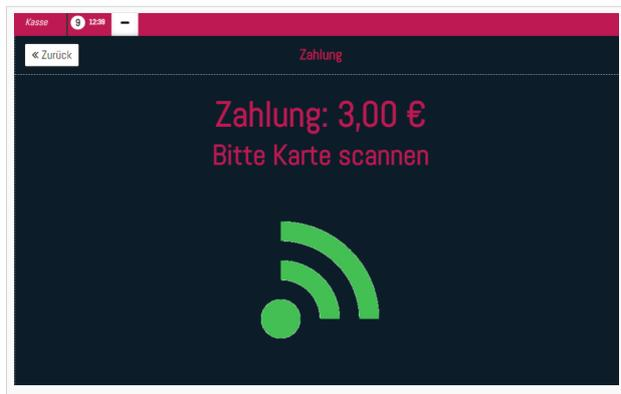 Kasse 9 12:39 –
« Zurück Zahlung
Zahlung: 3,00 €
Bitte Karte scannen